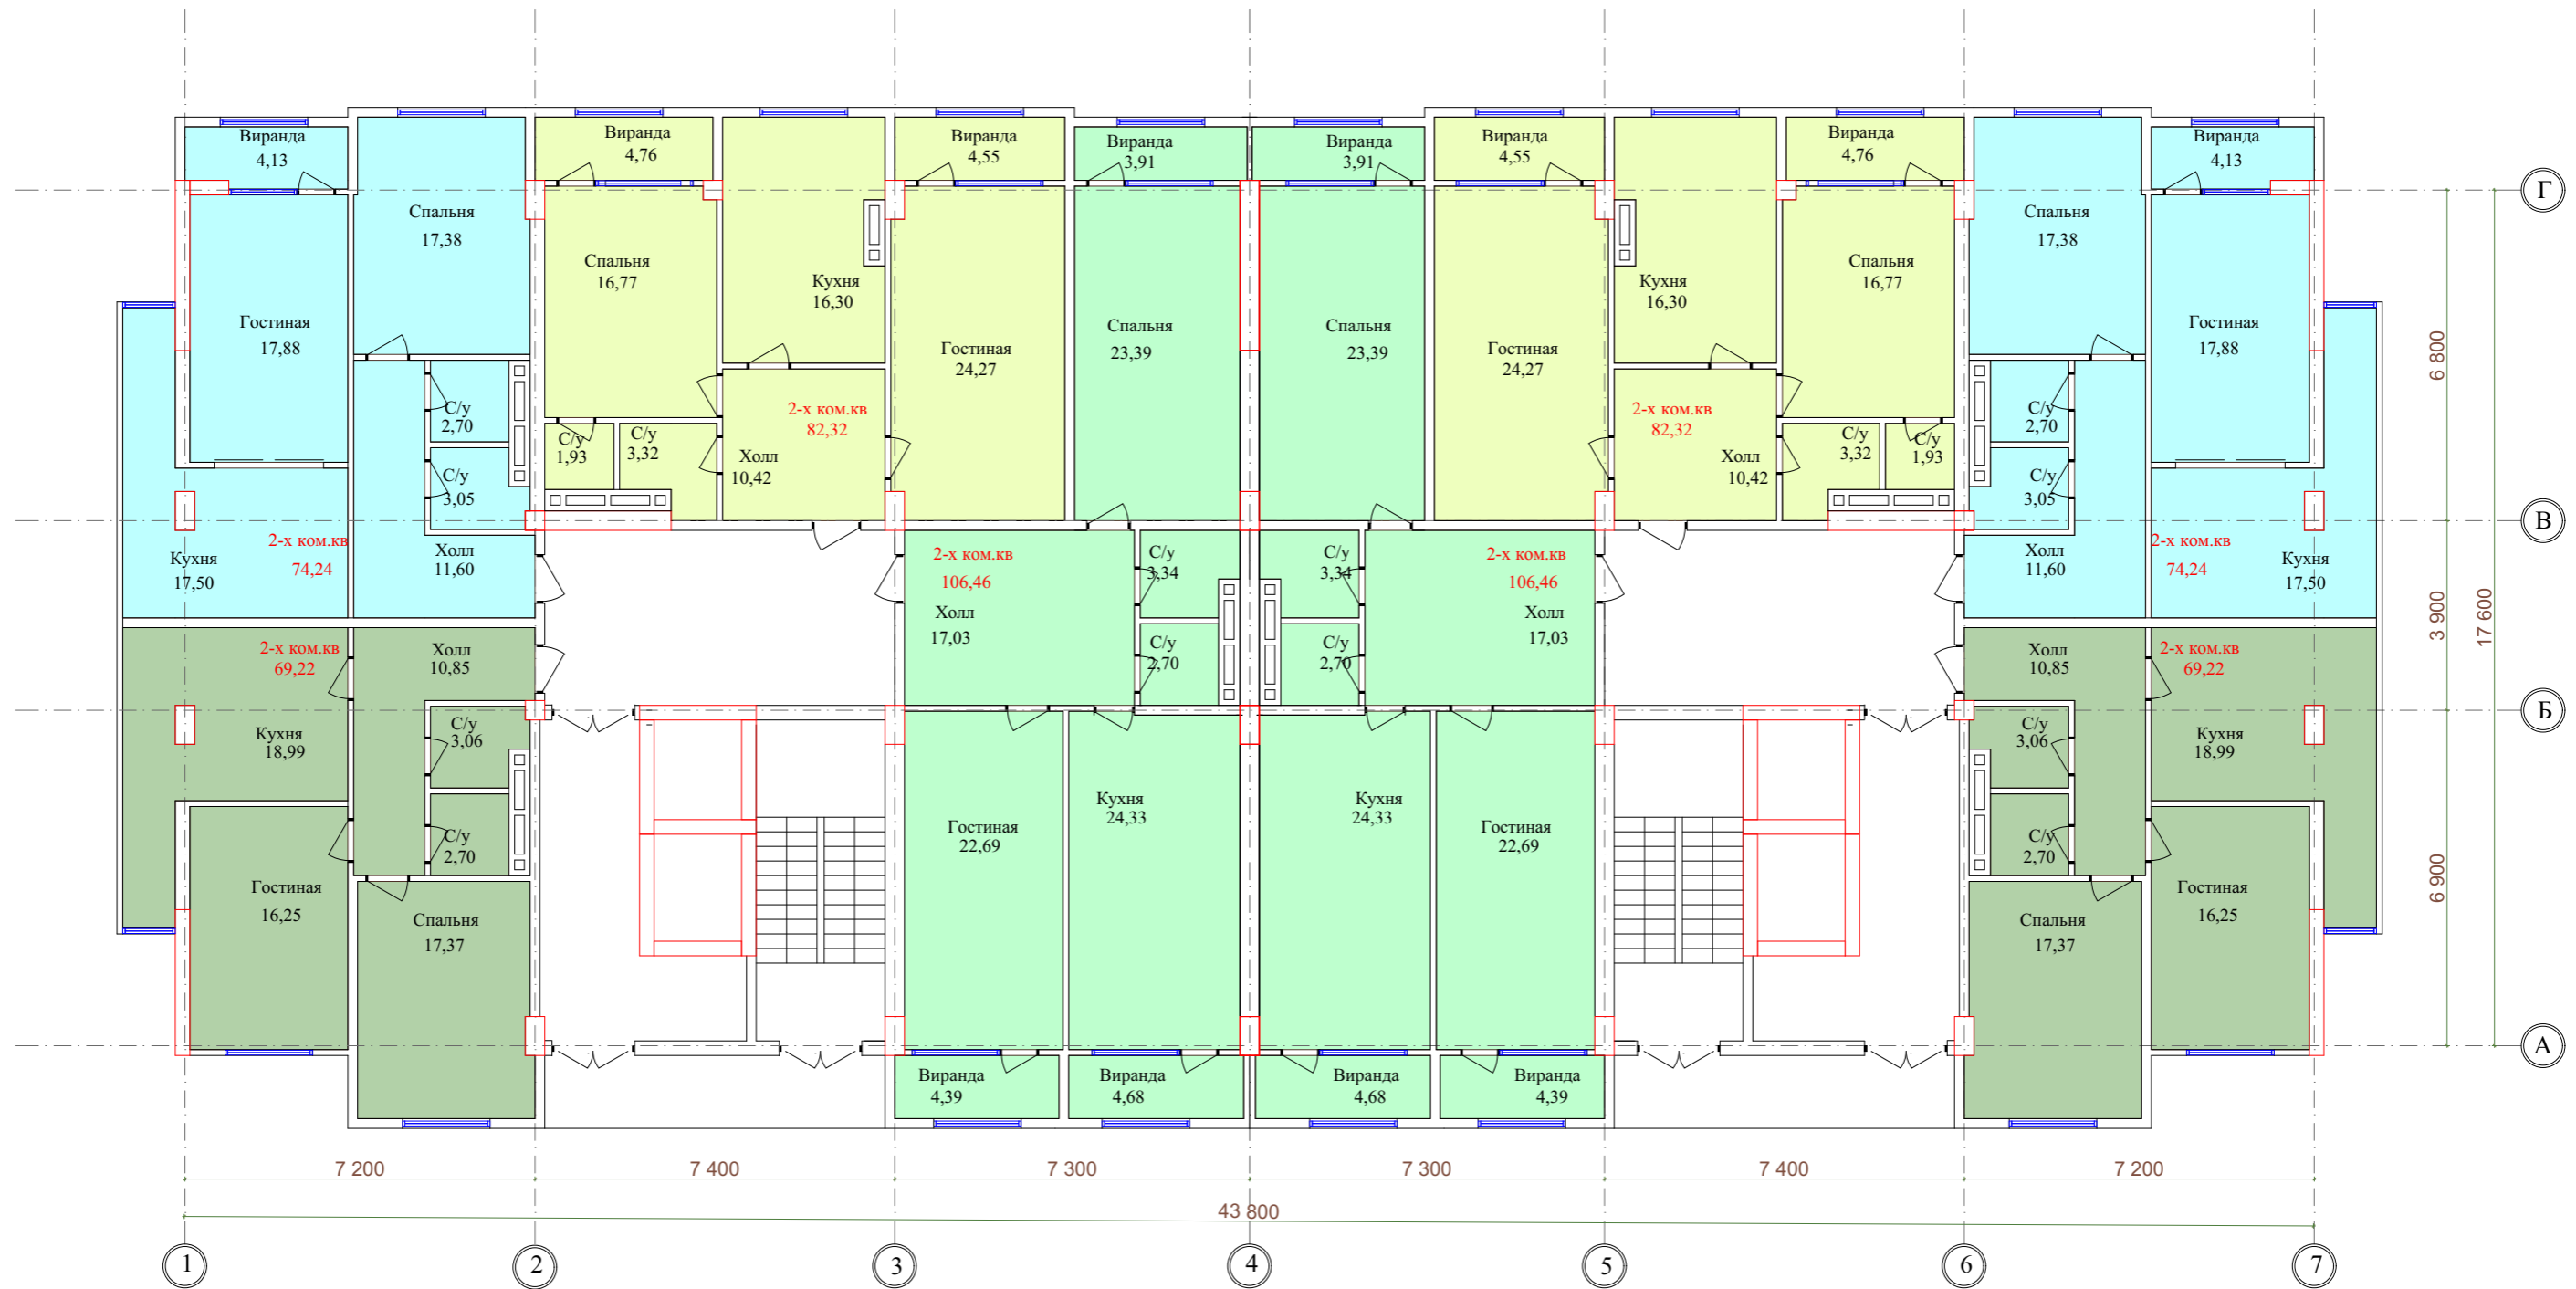 Виранда
4,13
Виранда
4,76
Виранда
4,55
Виранда
3,91
Виранда
3,91
Виранда
4,55
Виранда
4,76
Виранда
4,13
Г
Спальня
17,38
Спальня
16,77
Кухня
16,30
Гостиная
17,88
Гостиная
24,27
Спальня
23,39
Спальня
23,39
Гостиная
24,27
Кухня
16,30
Спальня
16,77
Спальня
17,38
Гостиная
17,88
6 800
С/у
2,70
С/у
3,05
С/у
1,93
С/у
3,32
2-х ком.кв
82,32
Холл
10,42
2-х ком.кв
82,32
Холл
10,42
С/у
3,32
С/у
1,93
С/у
2,70
С/у
3,05
В
Кухня
17,50
2-х ком.кв
74,24
Холл
11,60
2-х ком.кв
106,46
Холл
17,03
С/у
3,34
С/у
2,70
С/у
3,34
С/у
2,70
2-х ком.кв
106,46
Холл
17,03
Холл
11,60
2-х ком.кв
74,24
Кухня
17,50
3 900
17 600
2-х ком.кв
69,22
Холл
10,85
Холл
10,85
2-х ком.кв
69,22
Б
Кухня
18,99
С/у
3,06
С/у
2,70
С/у
3,06
С/у
2,70
Кухня
18,99
Гостиная
16,25
Спальня
17,37
Гостиная
22,69
Кухня
24,33
Кухня
24,33
Гостиная
22,69
Спальня
17,37
Гостиная
16,25
6 900
А
Виранда
4,39
Виранда
4,68
Виранда
4,68
Виранда
4,39
7 200
7 400
7 300
7 300
7 400
7 200
43 800
1
2
3
4
5
6
7